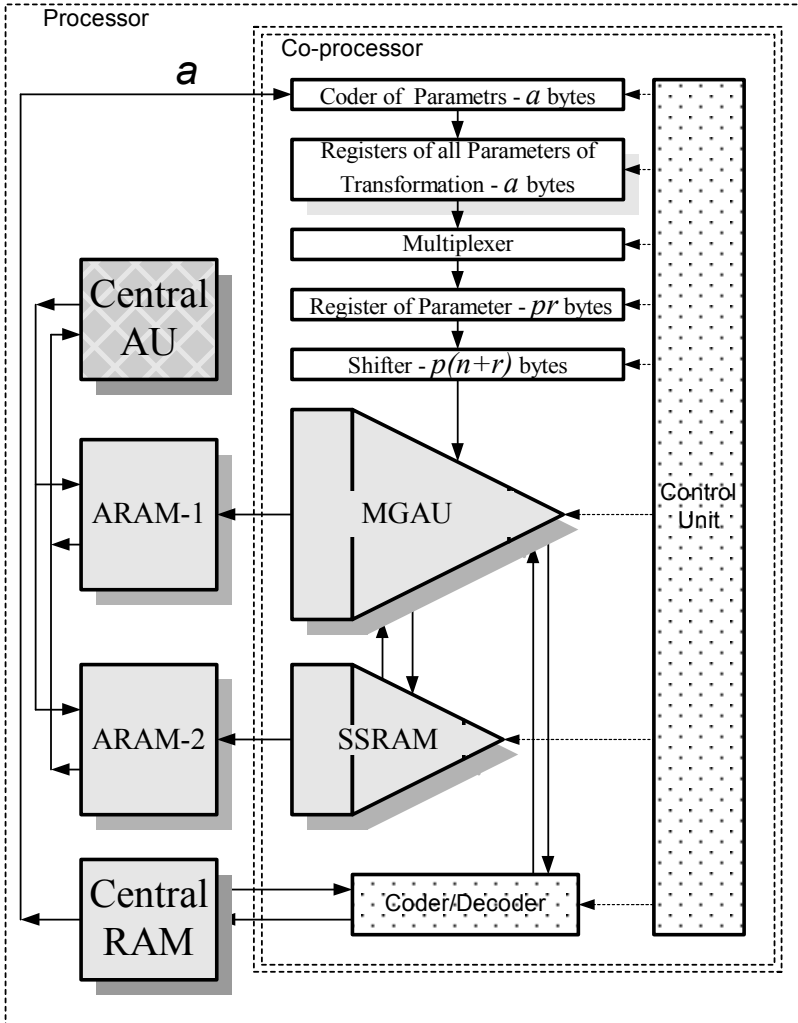 Processor
Co-processor
a
Coder of Parametrs - a bytes
Registers of all Parameters of
Transformation - a bytes
Multiplexer
Register of Parameter - pr bytes
Shifter - p(n+r) bytes
Central
AU
ARAM-1
MGAU
Control
Unit
ARAM-2
SSRAM
Central
RAM
Coder/Decoder